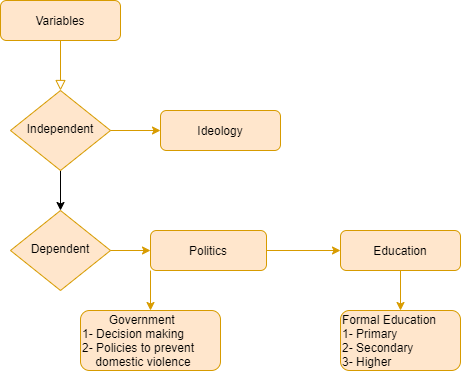 Variables
Independent
Ideology
Dependent
Politics
Education
Government
1- Decision making
2- Policies to prevent
domestic violence
Formal Education
1- Primary
2- Secondary
3- Higher